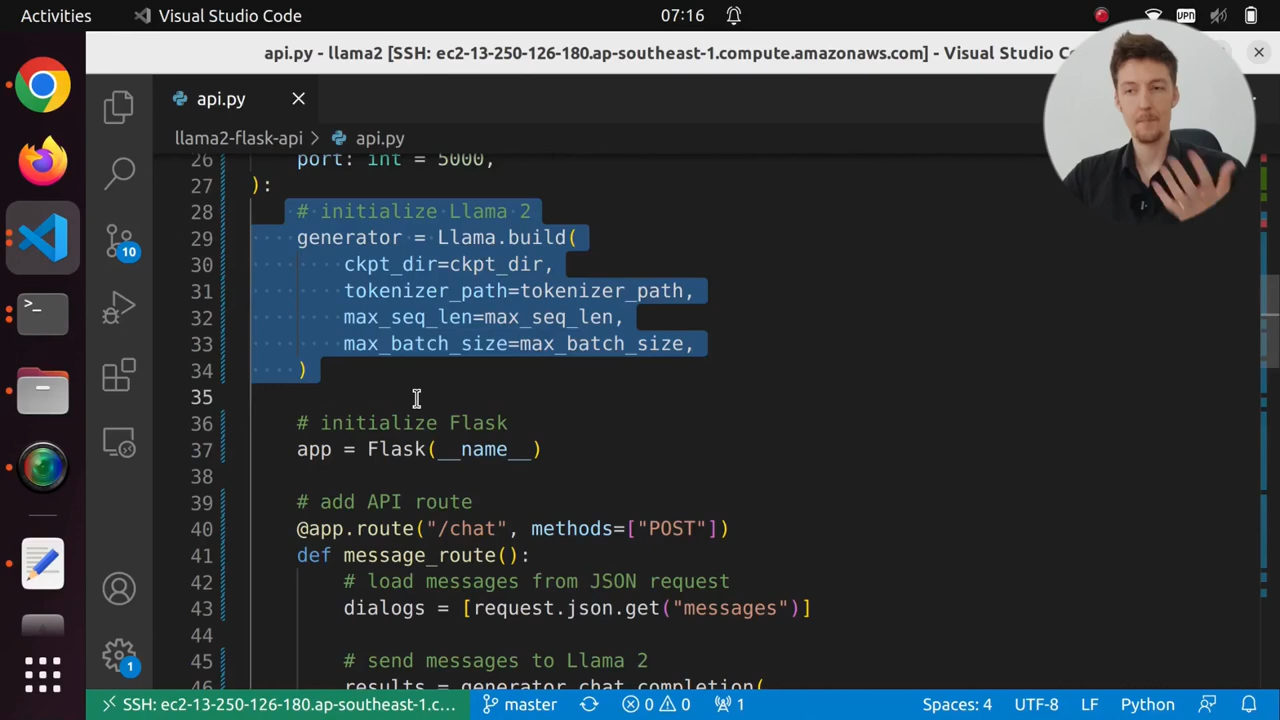 Activities
Visual Studio Code
07:16
VPN
api.py - llama2 [SSH: ec2-13-250-126-180.ap-southeast-1.compute.amazonaws.com] - Visual Studio
api.py
llama2-flask-api > api.py
26 port: int = 5000,
27 ):
28 # initialize Llama 2
29 generator = Llama.build(
30 ckpt_dir=ckpt_dir,
31 tokenizer_path=tokenizer_path,
32 max_seq_len=max_seq_len,
33 max_batch_size=max_batch_size,
34 )
35
36 # initialize Flask
37 app = Flask(__name__)
38
39 # add API route
40 @app.route("/chat", methods=["POST"])
41 def message_route():
42 # load messages from JSON request
43 dialogs = [request.json.get("messages")]
44
45 # send messages to Llama 2
46 results = generator.chat_completion(
10
1
SSH: ec2-13-250-126-180.ap-southeast-1.c... master 0 0 1 Spaces: 4 UTF-8 LF Python